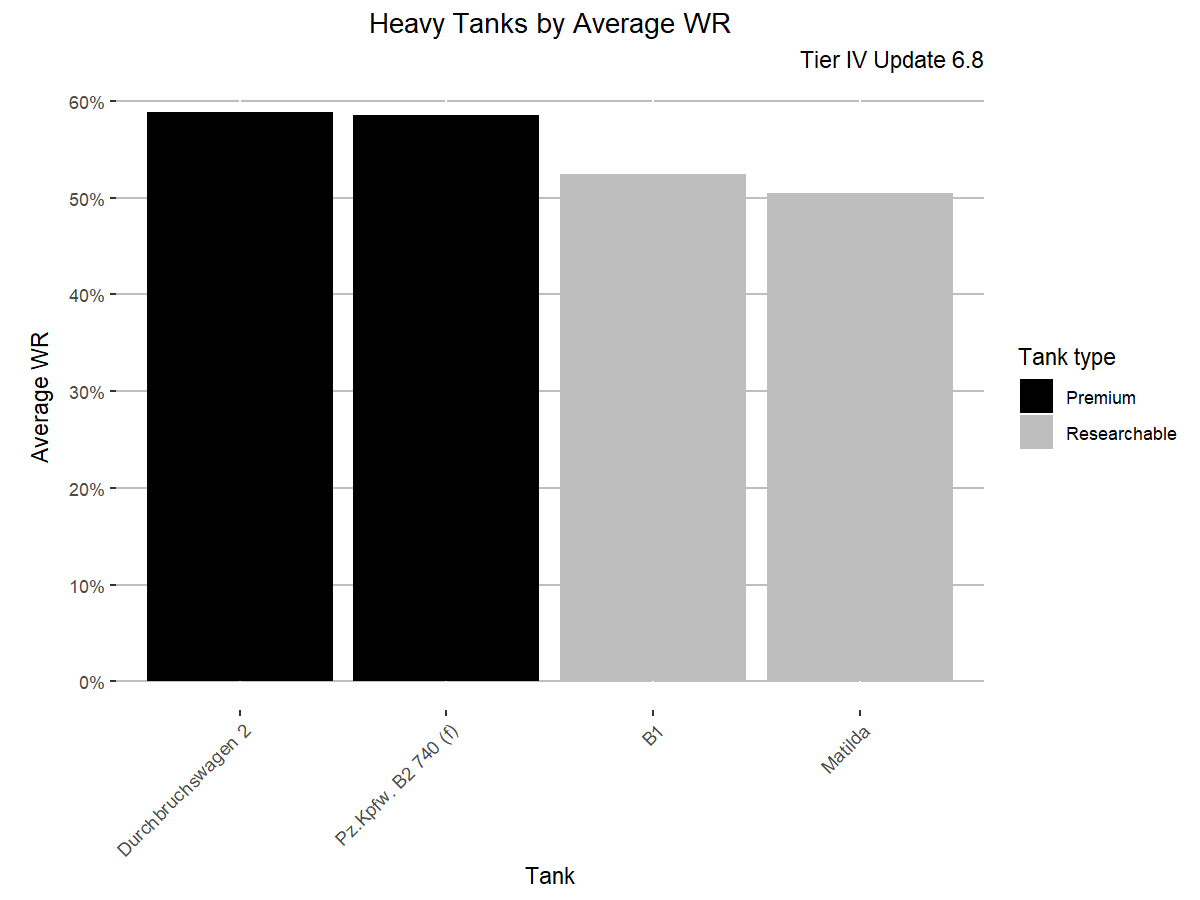 Heavy Tanks by Average WR
Tier IV Update 6.8
60%
50%
40%
30%
20%
10%
0%
Average WR
Durchbruchswagen 2
Pz.Kpfw. B2 740 (f)
B1
Matilda
Tank
Tank type
Premium
Researchable